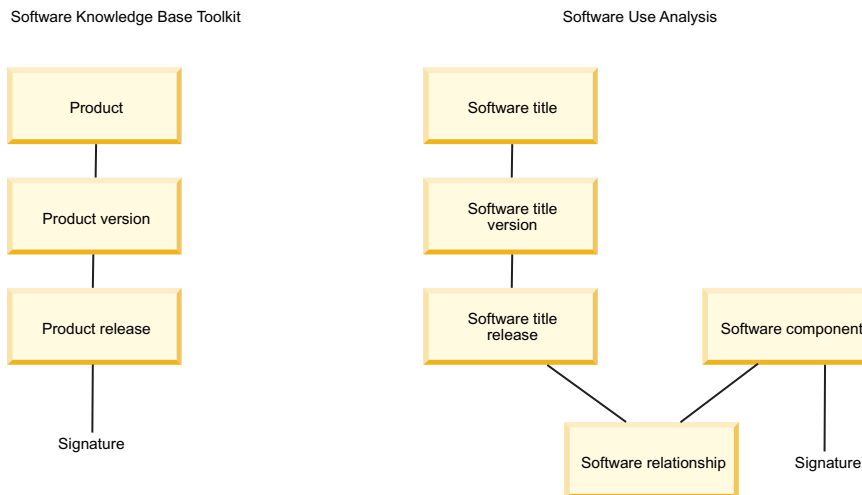 Software Knowledge Base Toolkit
Software Use Analysis
Product
Software title
Product version
Software title
version
Product release
Software title
release
Software component
Signature
Software relationship
Signature